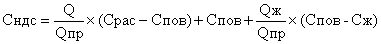 Сндс = Q/Qпр × (Срас – Спов) + Спов + Qж/Qпр × (Спов - Сж)